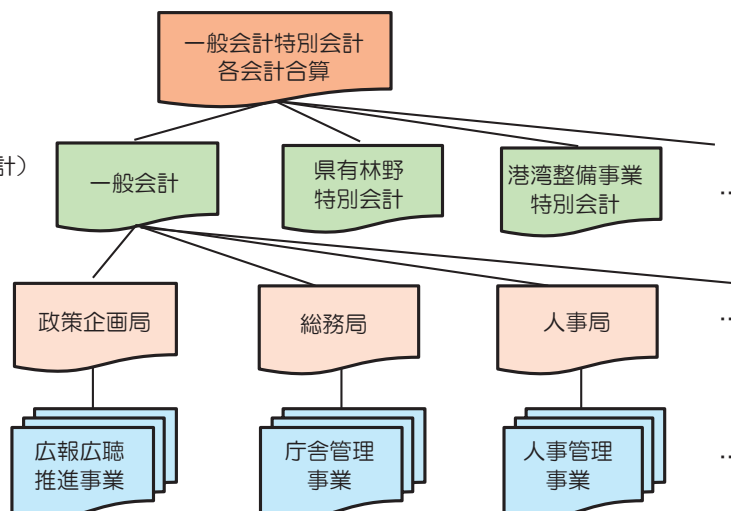 一般会計特別会計
各会計合算
計）
一般会計
県有林野
特別会計
港湾整備事業
特別会計
…
政策企画局
総務局
人事局
…
広報広聴
推進事業
庁舎管理
事業
人事管理
事業
…